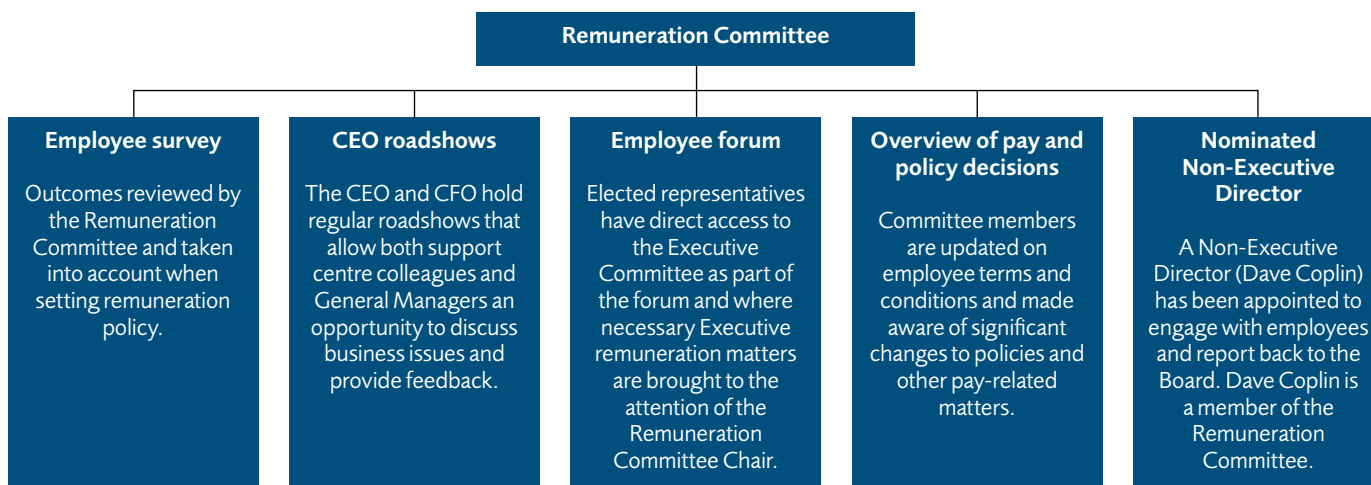 Remuneration Committee
Employee survey
Outcomes reviewed by
the Remuneration
Committee and taken
into account when
setting remuneration
policy.
CEO roadshows
The CEO and CFO hold
regular roadshows that
allow both support
centre colleagues and
General Managers an
opportunity to discuss
business issues and
provide feedback.
Employee forum
Elected representatives
have direct access to
the Executive
Committee as part of
the forum and where
necessary Executive
remuneration matters
are brought to the
attention of the
Remuneration
Committee Chair.
Overview of pay and
policy decisions
Committee members
are updated on
employee terms and
conditions and made
aware of significant
changes to policies and
other pay-related
matters.
Nominated
Non-Executive
Director
A Non-Executive
Director (Dave Coplin)
has been appointed to
engage with employees
and report back to the
Board. Dave Coplin is
a member of the
Remuneration
Committee.